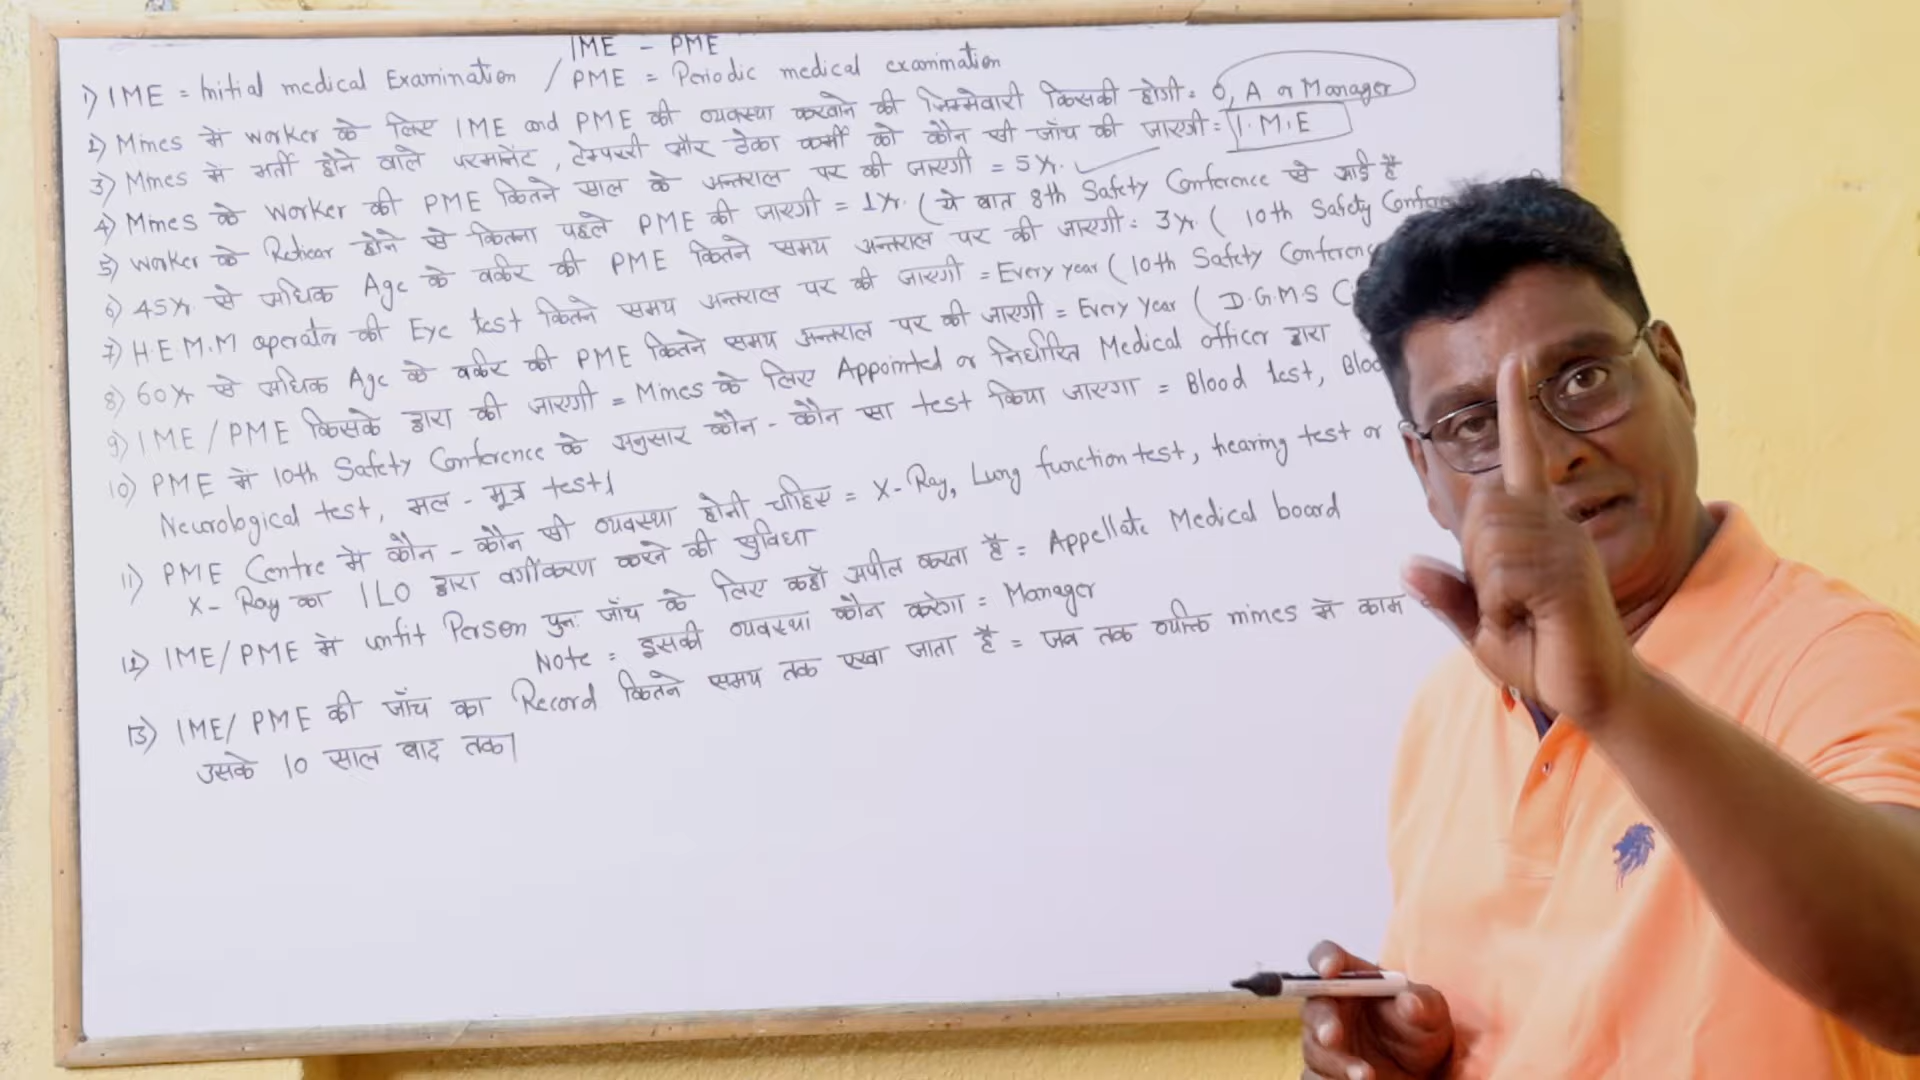 IME - PME
1) IME = Initial medical Examination / PME = Periodic medical examination
2) Mines में worker के लिए IME and PME की व्यवस्था करवाने की जिम्मेवारी किसकी होगी = O, A or Manager
3) Mines में भर्ती होने वाले परमानेंट, टेम्पररी और ठेका कर्मी को कौन सी जाँच की जाएगी = I.M.E
4) Mines के worker की PME कितने साल के अन्तराल पर की जाएगी = 5 Yr.
5) worker के Retiear होने से कितना पहले PME की जाएगी = 1 Yr. ( ये बात 8th Safety Conference से आई है
6) 45 Yr. से अधिक Age के वर्कर की PME कितने समय अन्तराल पर की जाएगी = 3 Yr. ( 10th Safety
7) H.E.M.M operator की Eye test कितने समय अन्तराल पर की जाएगी = Every year ( 10th Safety
8) 60 Yr से अधिक Age के वर्कर की PME कितने समय अन्तराल पर की जाएगी = Every year ( D.G.M.S
9) IME / PME किसके द्वारा की जाएगी = Mines के लिए Appointed or निर्धारित Medical officer द्वारा
10) PME में 10th Safety Conference के अनुसार कौन - कौन सा test किया जाएगा = Blood test,
Neurological test, मल - मूत्र test।
11) PME Centre में कौन - कौन सी व्यवस्था होनी चाहिए = X-Ray, Lung function test, hearing test or
X-Ray का ILO द्वारा वर्गीकरण करने की सुविधा
12) IME/PME में unfit Person पुनः जाँच के लिए कहाँ अपील करता है = Appellate Medical board
Note = इसकी व्यवस्था कौन करेगा = Manager
13) IME/ PME की जाँच का Record कितने समय तक रखा जाता है = जब तक व्यक्ति mines में काम
उसके 10 साल बाद तक।